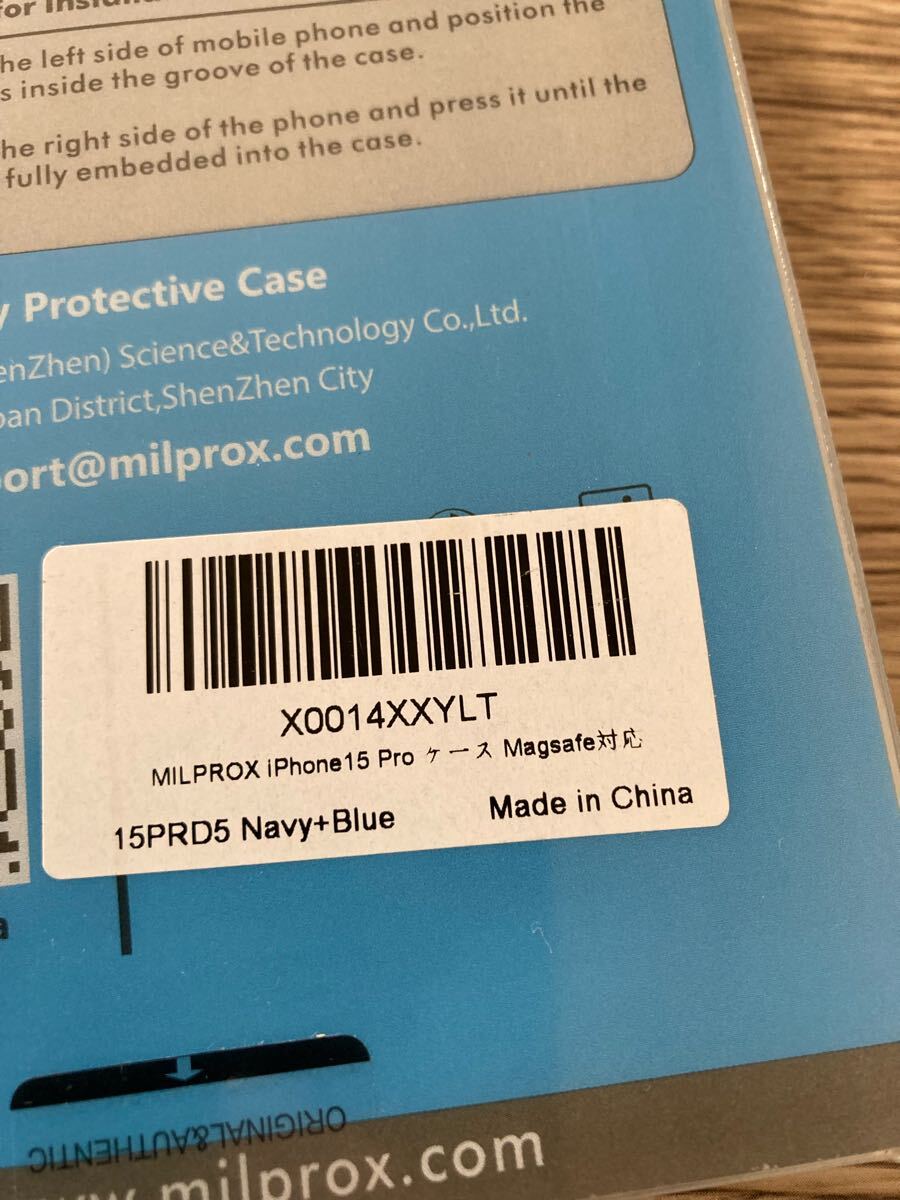 for
he left side of mobile phone and position the
s inside the groove of the case.
he right side of the phone and press it until the
fully embedded into the case.
y Protective Case
enZhen) Science&Technology Co.,Ltd.
oan District,ShenZhen City
ort@milprox.com
X0014XXYLT
MILPROX iPhone15 Pro ケース Magsafe対応
15PRD5 Navy+Blue
Made in China
a
ORIGINAL&AUTHENTIC
www.milprox.com